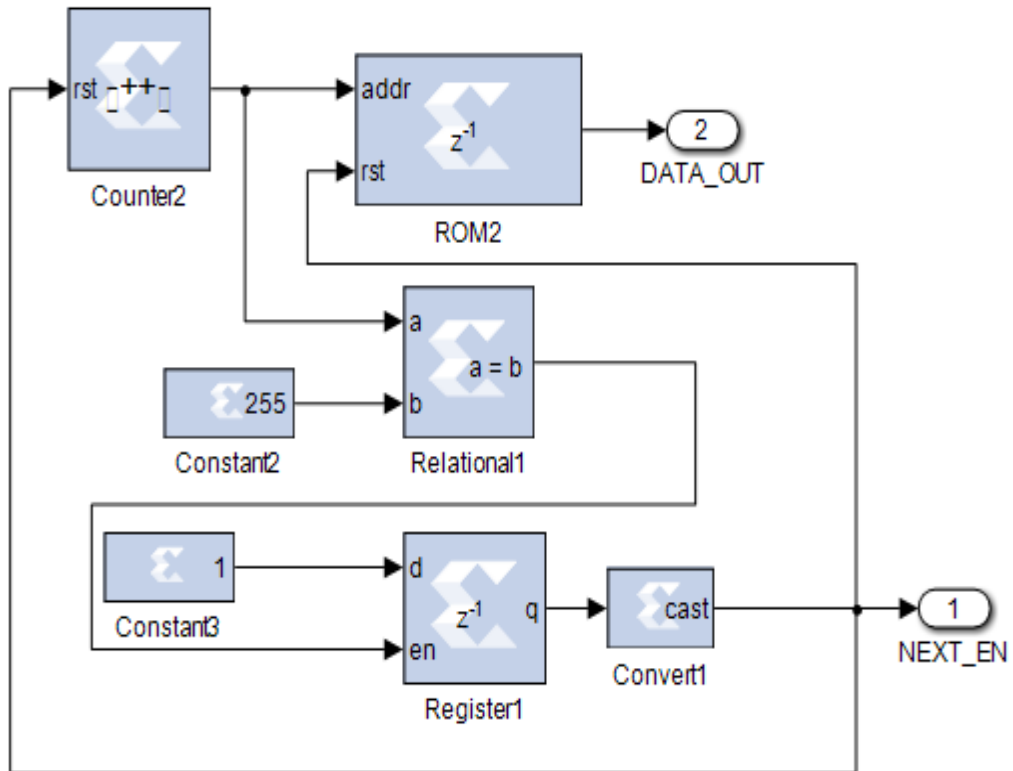 rst ++
Counter2
addr
rst
z-1
ROM2
2
DATA_OUT
a
b
a = b
Relational1
255
Constant2
1
Constant3
d
en
z-1
q
Register1
cast
Convert1
1
NEXT_EN